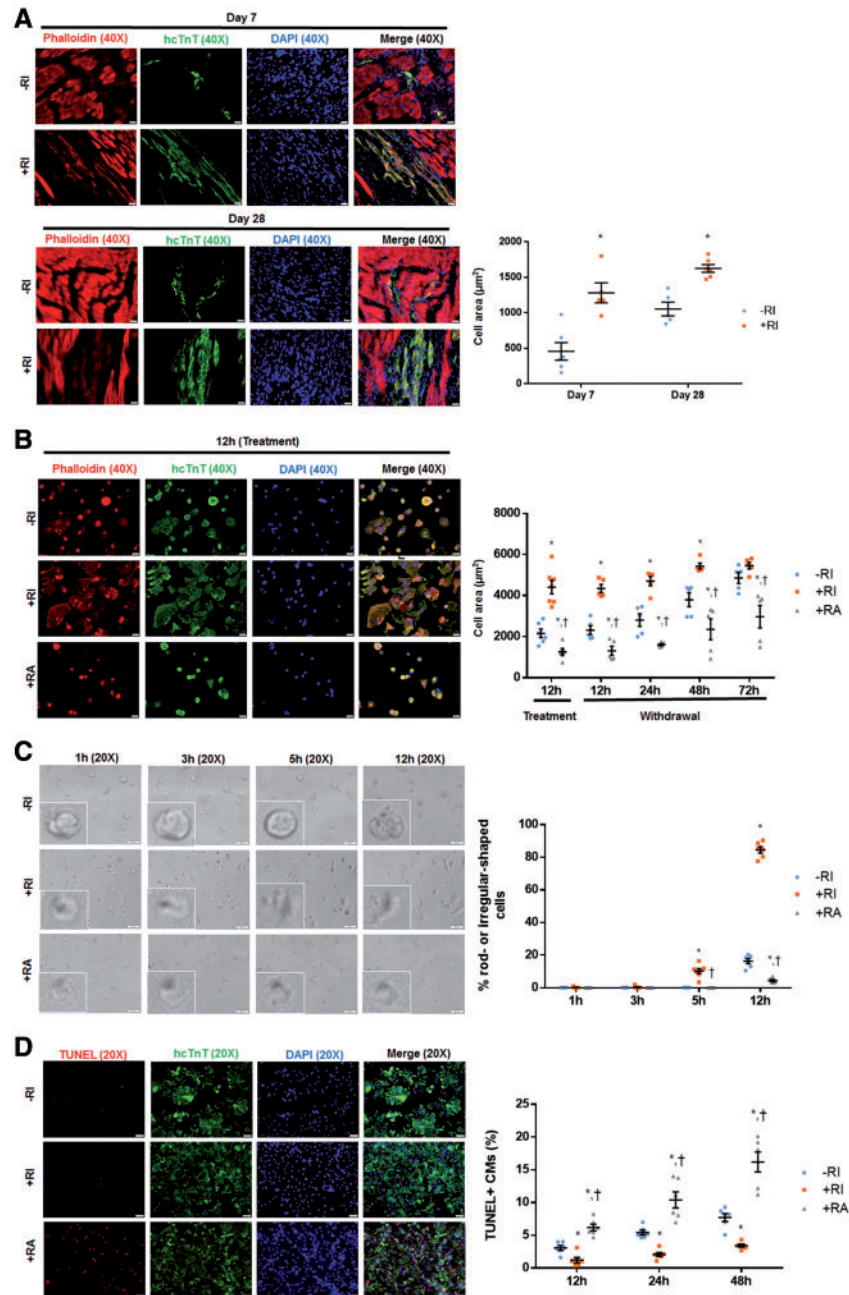 A
Day 7
Phalloidin (40X) hcTnT (40X) DAPI (40X) Merge (40X)
-RI
+RI
Day 28
Phalloidin (40X) hcTnT (40X) DAPI (40X) Merge (40X)
-RI
+RI
Cell area (µm²)
2000
1500
1000
500
0
* *
Day 7 Day 28
-RI
+RI
B
12h (Treatment)
Phalloidin (40X) hcTnT (40X) DAPI (40X) Merge (40X)
-RI
+RI
+RA
Cell area (µm²)
8000
6000
4000
2000
0
* * * *
*,† *,† *,† *,† *,†
12h 12h 24h 48h 72h
Treatment Withdrawal
-RI
+RI
+RA
C
1h (20X) 3h (20X) 5h (20X) 12h (20X)
-RI
+RI
+RA
% rod- or irregular-shaped
cells
100
80
60
40
20
0
* *
† *,†
1h 3h 5h 12h
-RI
+RI
+RA
D
TUNEL (20X) hcTnT (20X) DAPI (20X) Merge (20X)
-RI
+RI
+RA
TUNEL+ CMs (%)
25
20
15
10
5
0
*,† *,† *,†
* * *
12h 24h 48h
-RI
+RI
+RA